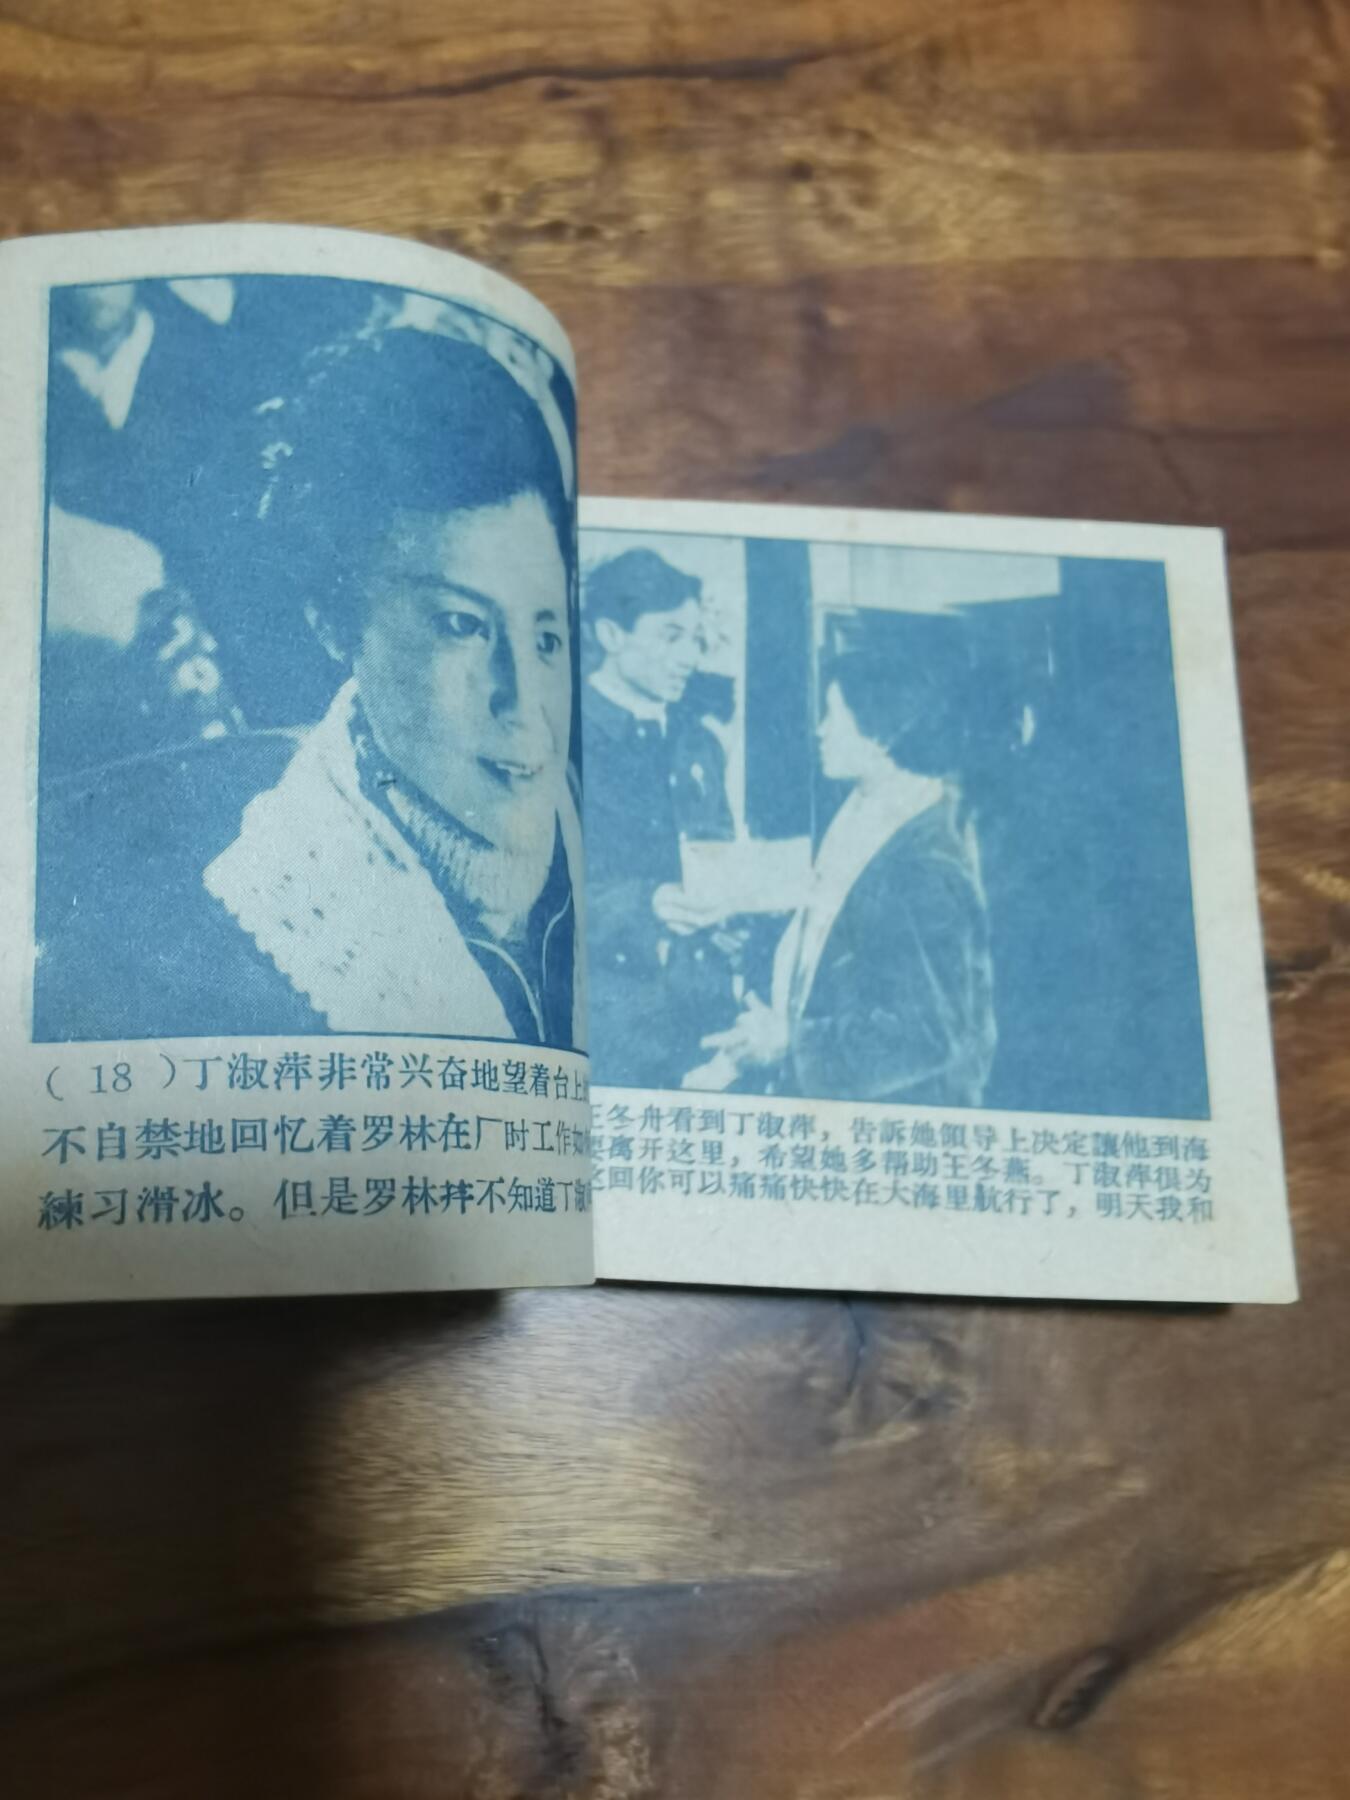 （18）丁淑萍非常兴奋地望着台上
不自禁地回忆着罗林在厂时工作如
練习滑冰。但是罗林幷不知道丁淑
王冬舟看到丁淑萍，告訴她領导上决定讓他到海
要离开这里，希望她多帮助王冬燕。丁淑萍很为
这回你可以痛痛快快在大海里航行了，明天我和